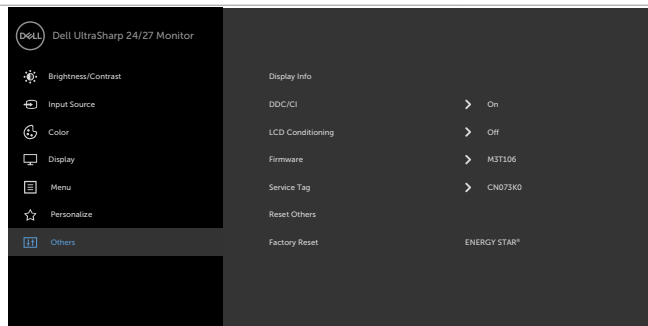 DELL Dell UltraSharp 24/27 Monitor
Brightness/Contrast Display Info
Input Source DDC/CI On
Color LCD Conditioning Off
Display Firmware M3T106
Menu Service Tag CN073K0
Personalize Reset Others
Others Factory Reset ENERGY STAR®